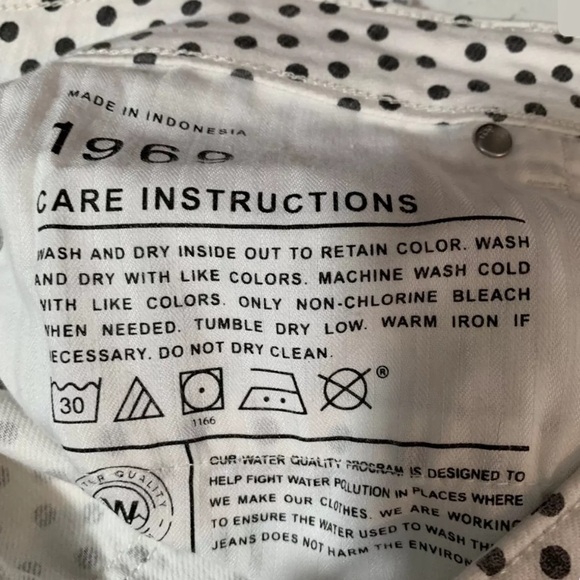 MADE IN INDONESIA
1969
CARE INSTRUCTIONS
WASH AND DRY INSIDE OUT TO RETAIN COLOR. WASH
AND DRY WITH LIKE COLORS. MACHINE WASH COLD
WITH LIKE COLORS. ONLY NON-CHLORINE BLEACH
WHEN NEEDED. TUMBLE DRY LOW. WARM IRON IF
NECESSARY. DO NOT DRY CLEAN.
30 ®
1166
OUR WATER QUALITY PROGRAM IS DESIGNED TO
HELP FIGHT WATER POLLUTION IN PLACES WHERE
WE MAKE OUR CLOTHES. WE ARE WORKING
TO ENSURE THE WATER USED TO WASH
JEANS DOES NOT HARM THE
QUALITY
W